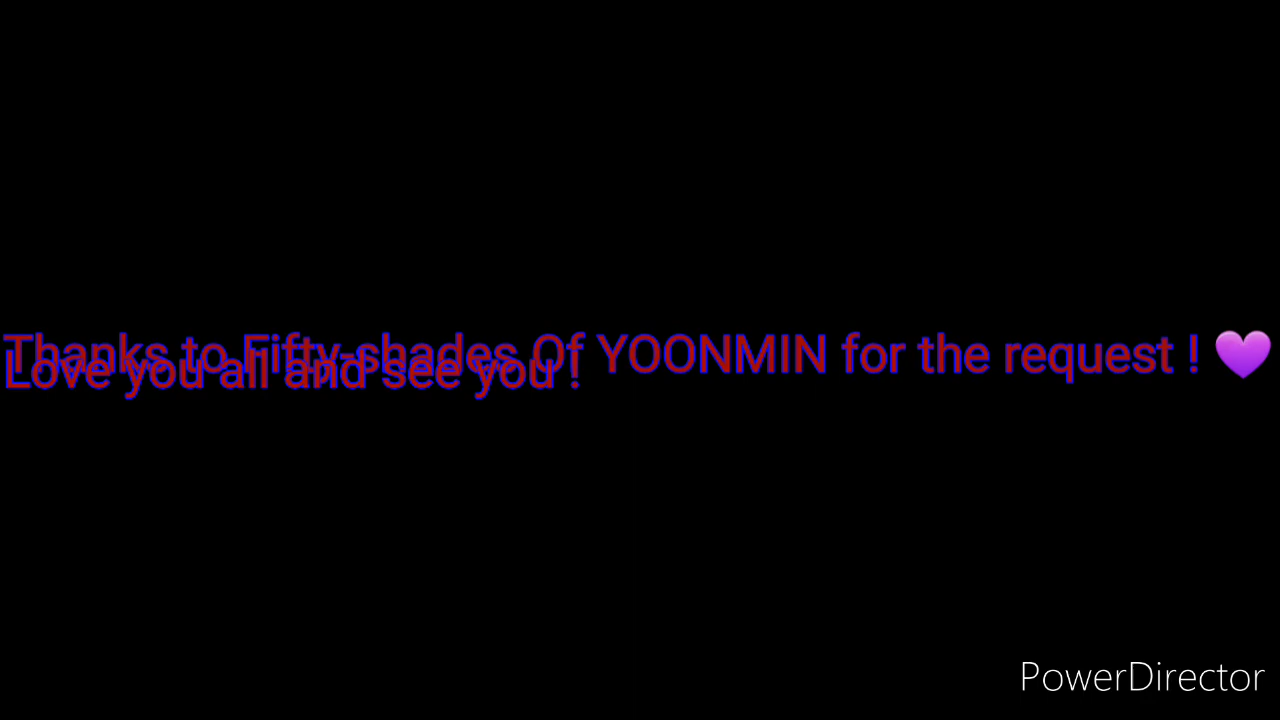 Thanks to Fifty-shades Of YOONMIN for the request ! 💜
Love you all and see you !
PowerDirector